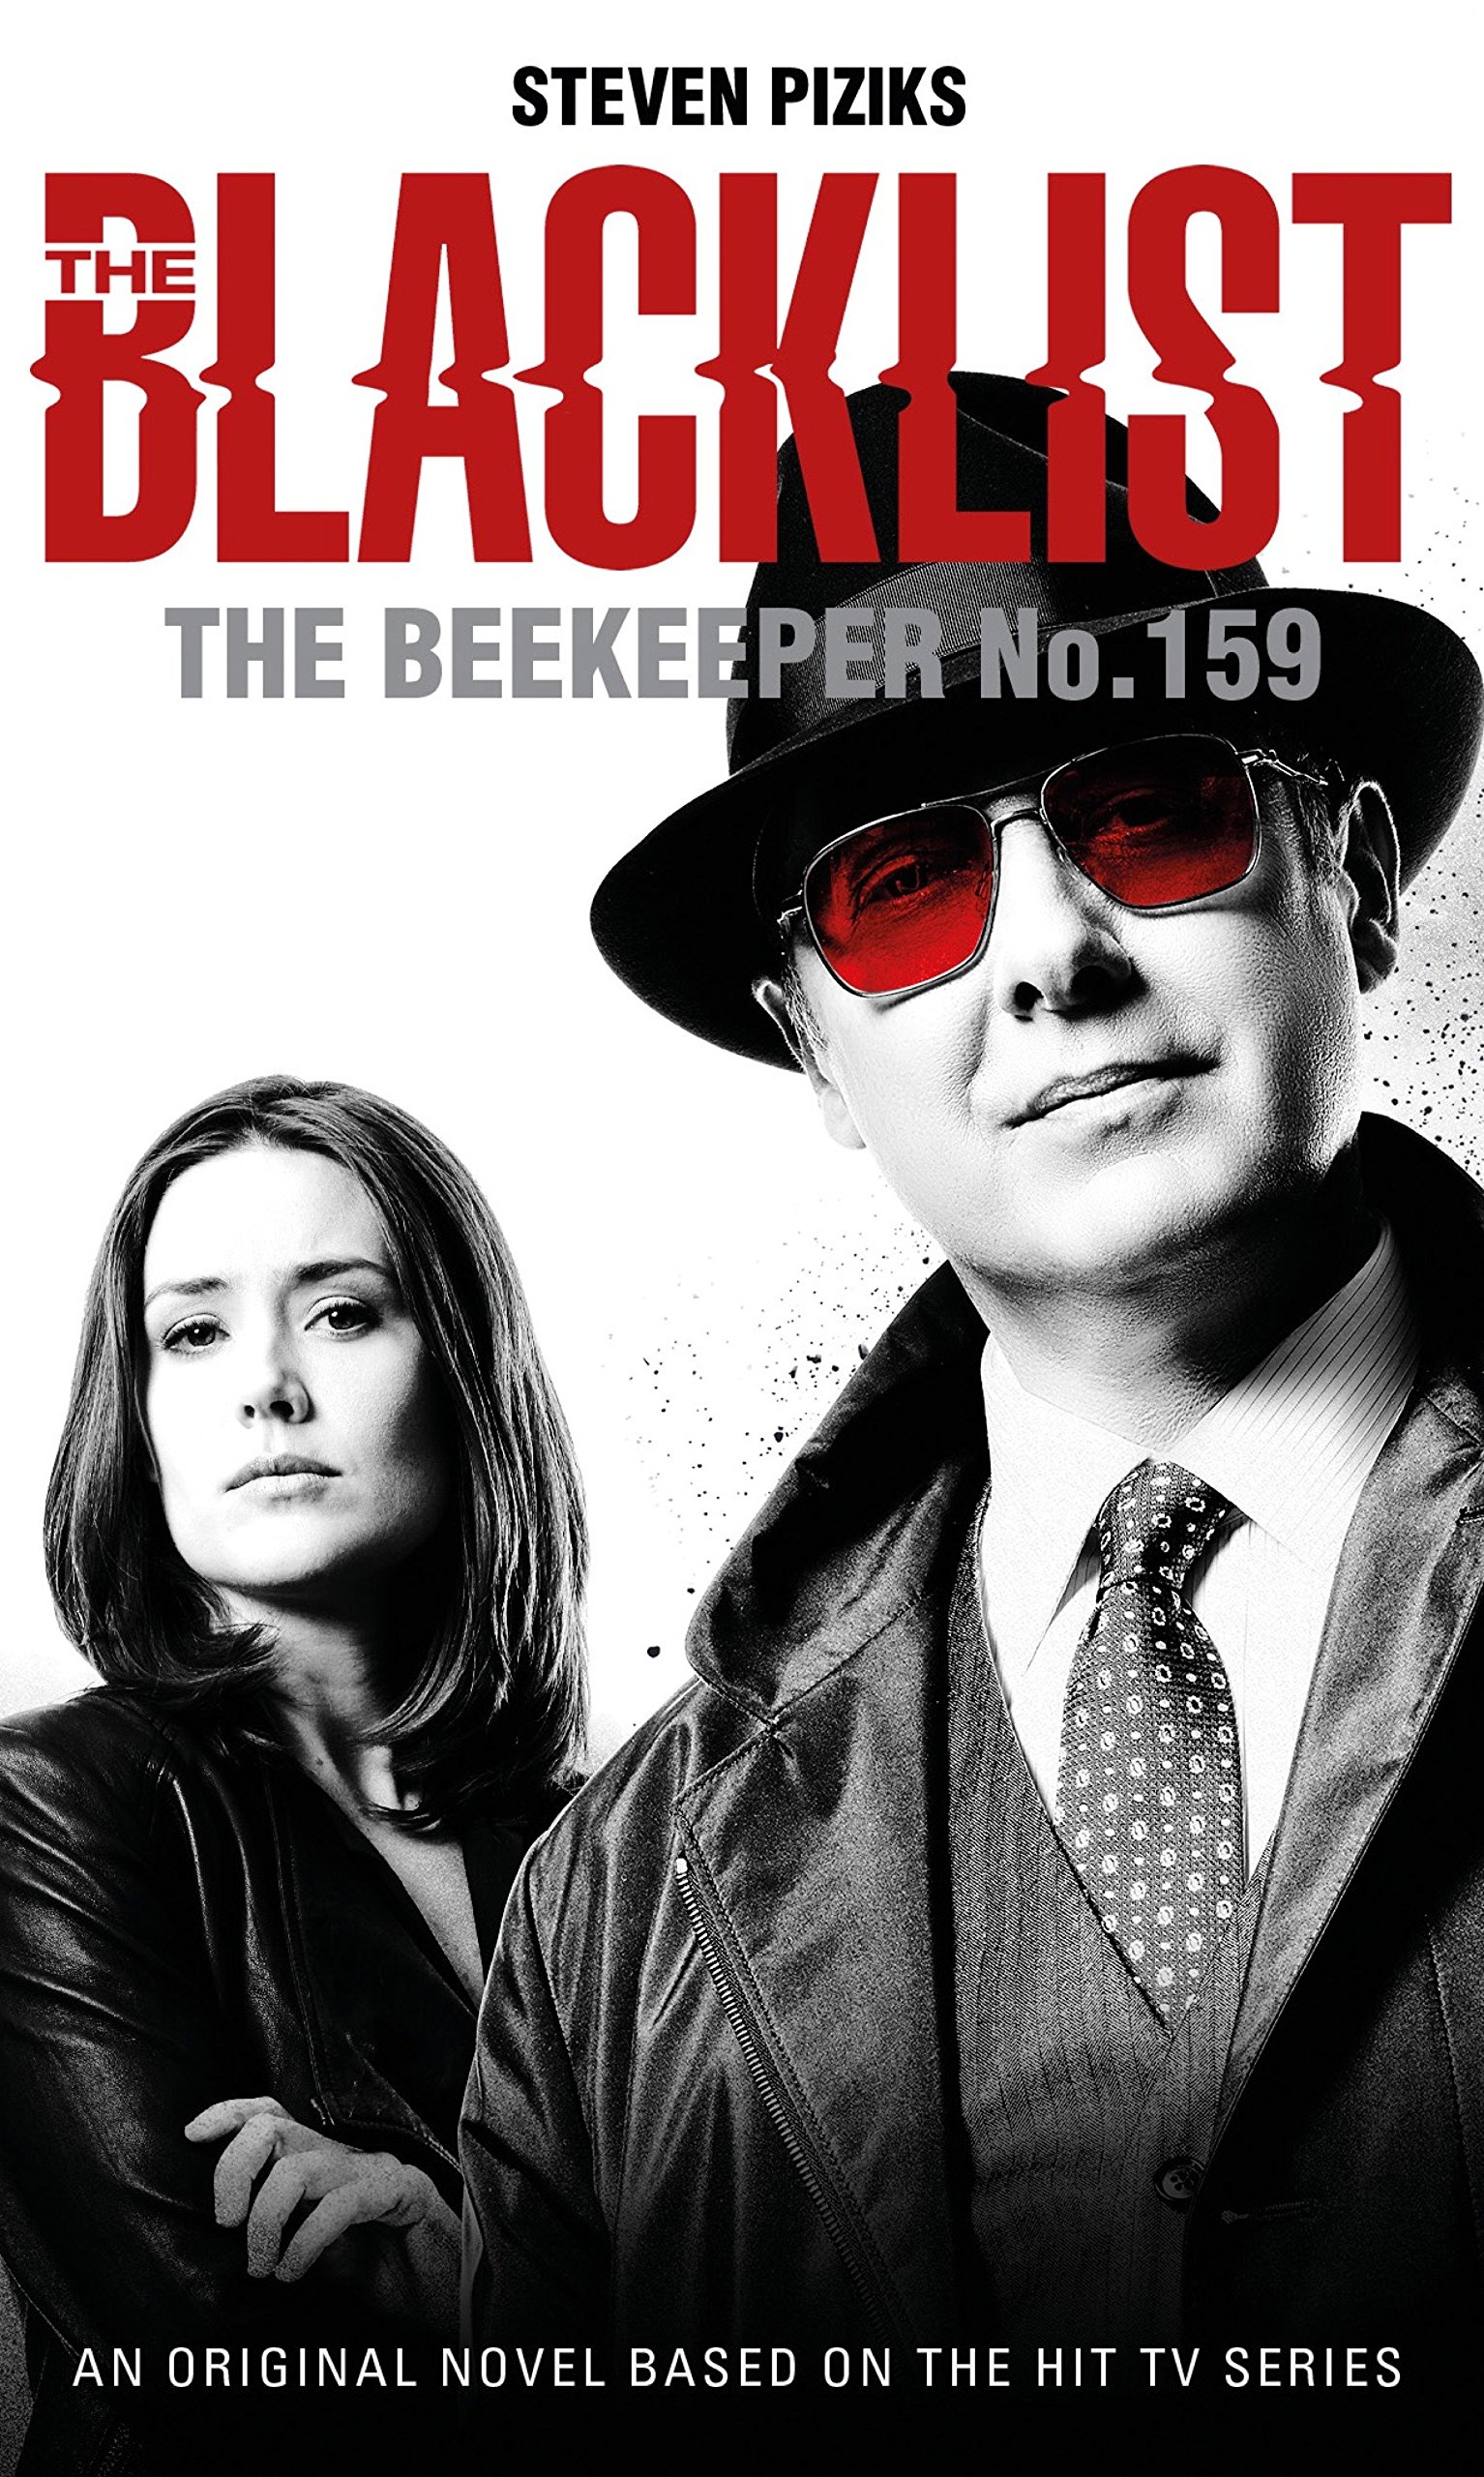 STEVEN PIZIKS
THE
BLACKLIST
THE BEEKEEPER No.159
AN ORIGINAL NOVEL BASED ON THE HIT TV SERIES